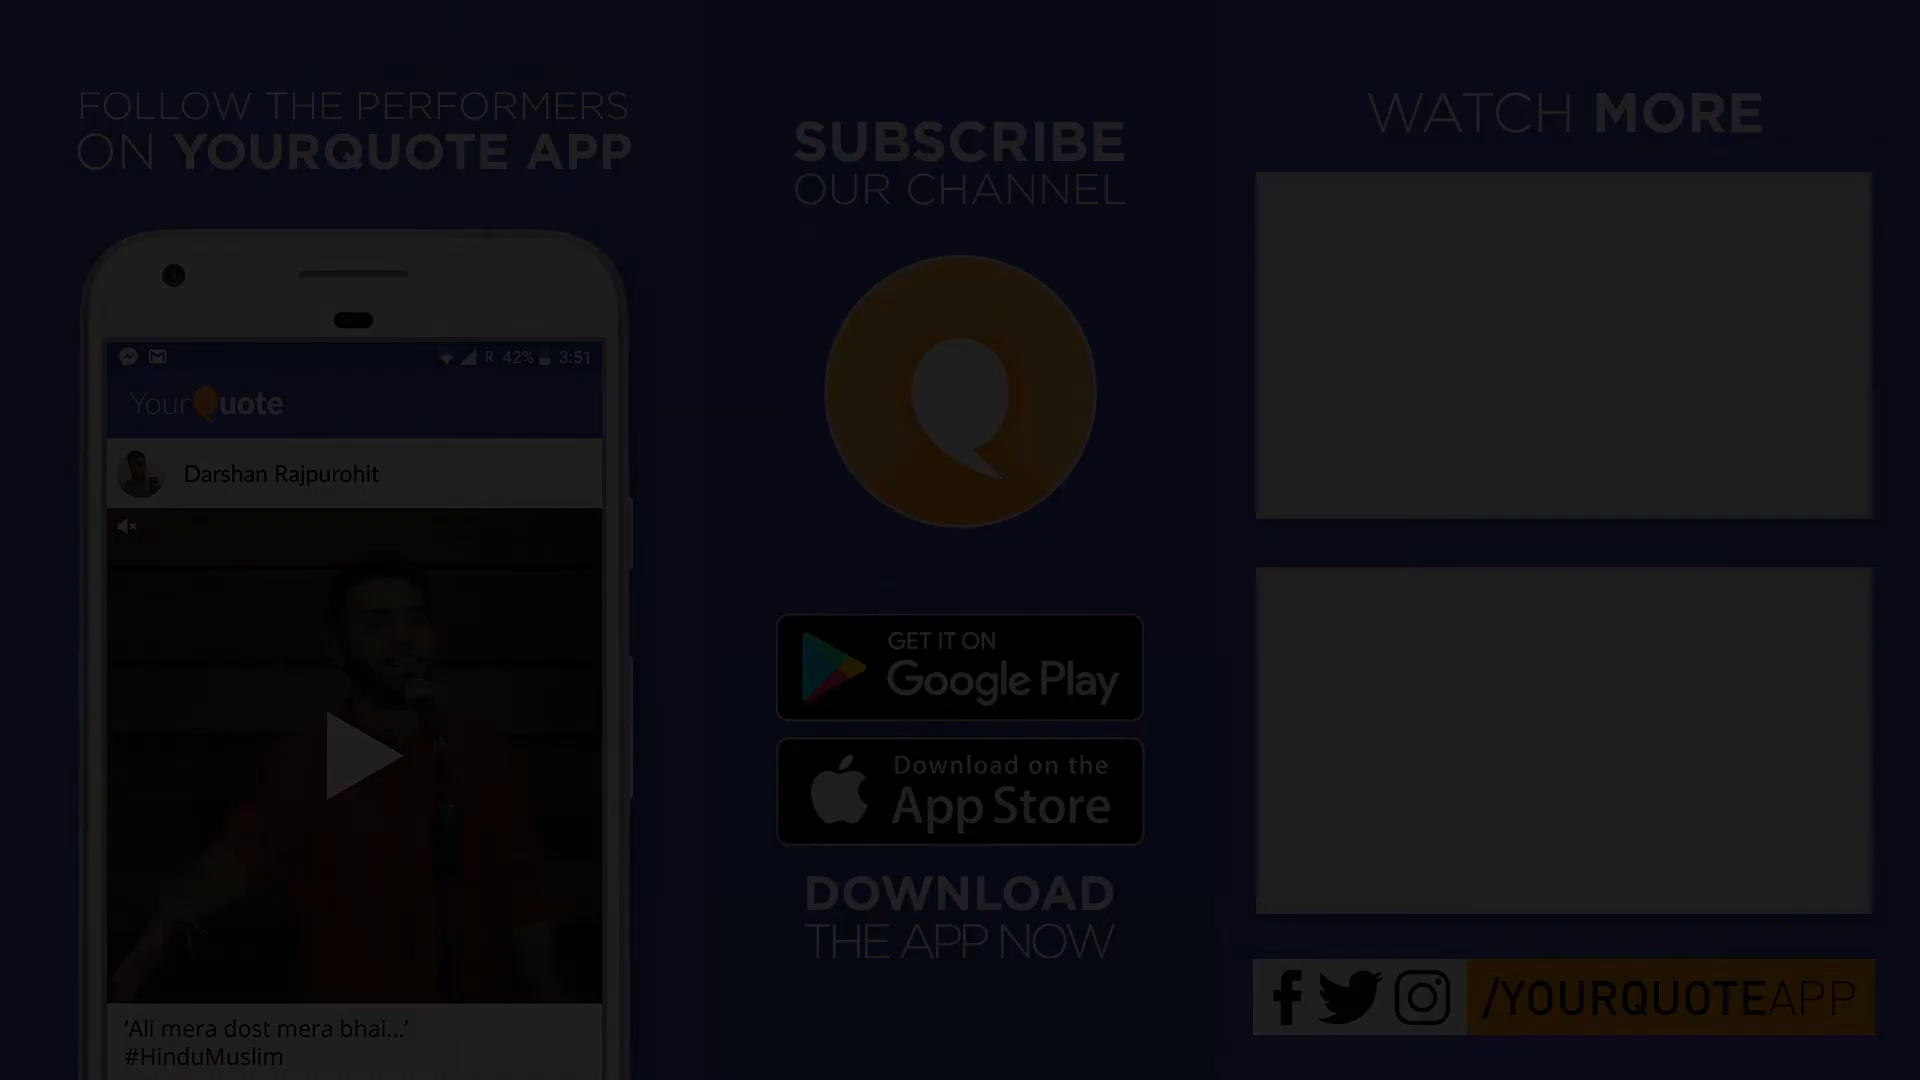 FOLLOW THE PERFORMERS
ON YOURQUOTE APP
R 42% 3:51
YourQuote
Darshan Rajpurohit
‘Ali mera dost mera bhai...’
#HinduMuslim
SUBSCRIBE
OUR CHANNEL
GET IT ON
Google Play
Download on the
App Store
DOWNLOAD
THE APP NOW
WATCH MORE
/YOURQUOTEAPP